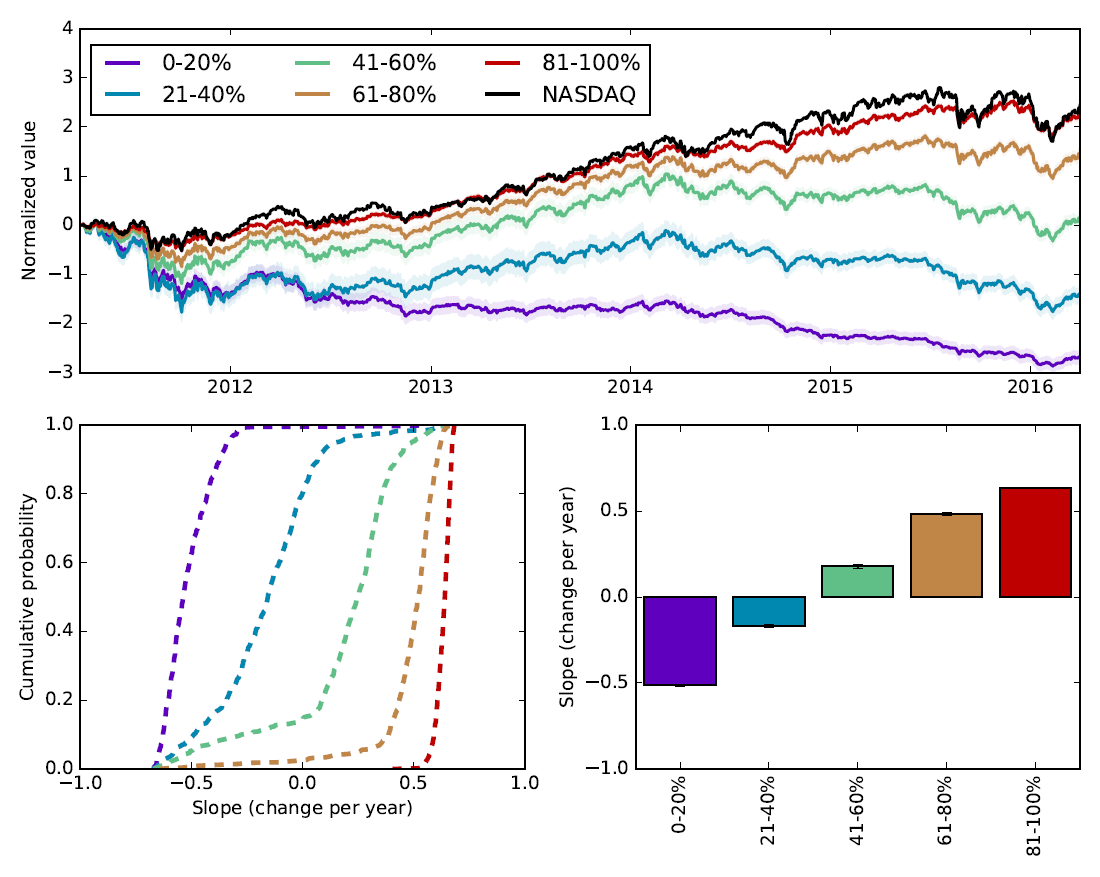 4
3
2
1
0
−1
−2
−3
Normalized value
0-20% 41-60% 81-100%
21-40% 61-80% NASDAQ
2012 2013 2014 2015 2016
1.0
0.8
0.6
0.4
0.2
0.0
Cumulative probability
−1.0 −0.5 0.0 0.5 1.0
Slope (change per year)
1.0
0.5
0.0
−0.5
−1.0
Slope (change per year)
0-20% 21-40% 41-60% 61-80% 81-100%